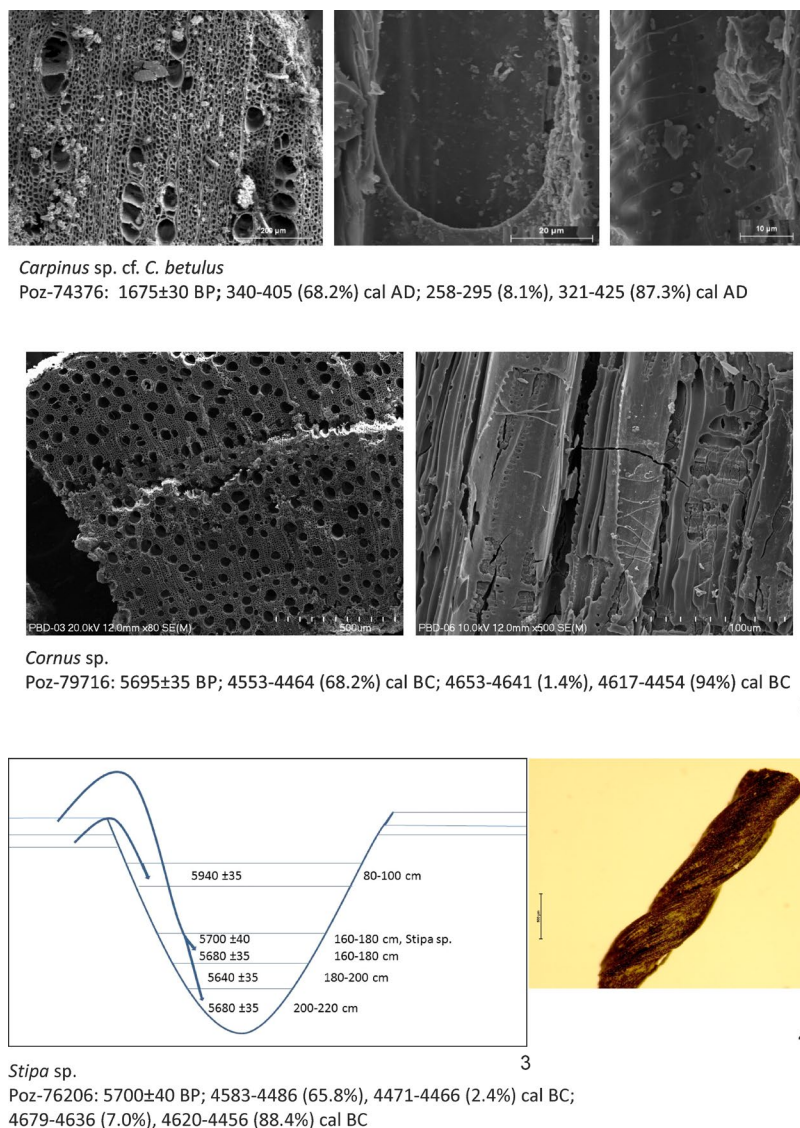 200 µm
20 µm
10 µm
Carpinus sp. cf. C. betulus
Poz-74376: 1675±30 BP; 340-405 (68.2%) cal AD; 258-295 (8.1%), 321-425 (87.3%) cal AD
PBD-03 20.0kV 12.0mm x80 SE(M)
500um
PBD-06 10.0kV 12.0mm x500 SE(M)
100um
Cornus sp.
Poz-79716: 5695±35 BP; 4553-4464 (68.2%) cal BC; 4653-4641 (1.4%), 4617-4454 (94%) cal BC
5940 ±35
80-100 cm
5700 ±40
160-180 cm, Stipa sp.
5680 ±35
160-180 cm
5640 ±35
180-200 cm
5680 ±35
200-220 cm
3
Stipa sp.
Poz-76206: 5700±40 BP; 4583-4486 (65.8%), 4471-4466 (2.4%) cal BC;
4679-4636 (7.0%), 4620-4456 (88.4%) cal BC